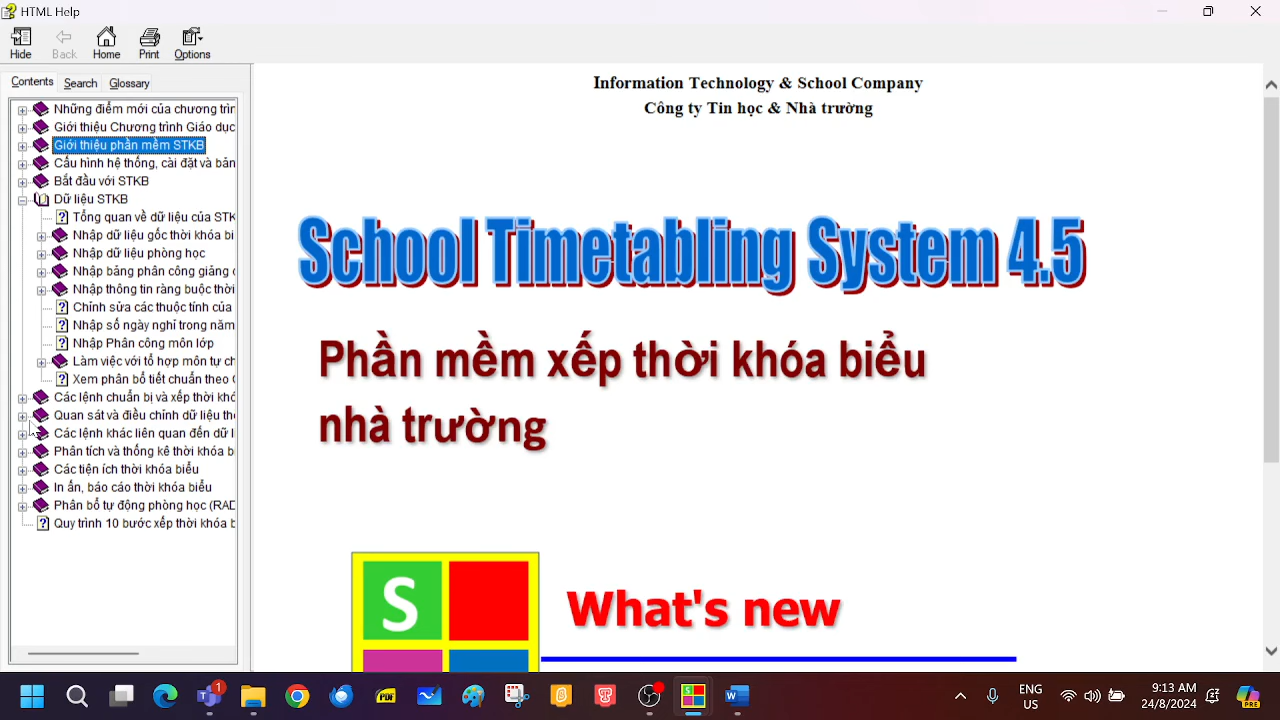 HTML Help
Hide Back Home Print Options
Contents Search Glossary
Những điểm mới của chương trìn
Giới thiệu Chương trình Giáo dục
Giới thiệu phần mềm STKB
Cấu hình hệ thống, cài đặt và bản
Bắt đầu với STKB
Dữ liệu STKB
Tổng quan về dữ liệu của STK
Nhập dữ liệu gốc thời khóa bi
Nhập dữ liệu phòng học
Nhập bảng phân công giảng
Nhập thông tin ràng buộc thời
Chỉnh sửa các thuộc tính của
Nhập số ngày nghỉ trong năm
Nhập Phân công môn lớp
Làm việc với tổ hợp môn tự ch
Xem phân bố tiết chuẩn theo
Các lệnh chuẩn bị và xếp thời khó
Quan sát và điều chỉnh dữ liệu thờ
Các lệnh khác liên quan đến dữ l
Phân tích và thống kê thời khóa bi
Các tiện ích thời khóa biểu
In ấn, báo cáo thời khóa biểu
Phân bổ tự động phòng học (RAD
Quy trình 10 bước xếp thời khóa b
Information Technology & School Company
Công ty Tin học & Nhà trường
School Timetabling System 4.5
Phần mềm xếp thời khóa biểu
nhà trường
S
What's new
1
PDF
ENG
US
9:13 AM
24/8/2024
PRE